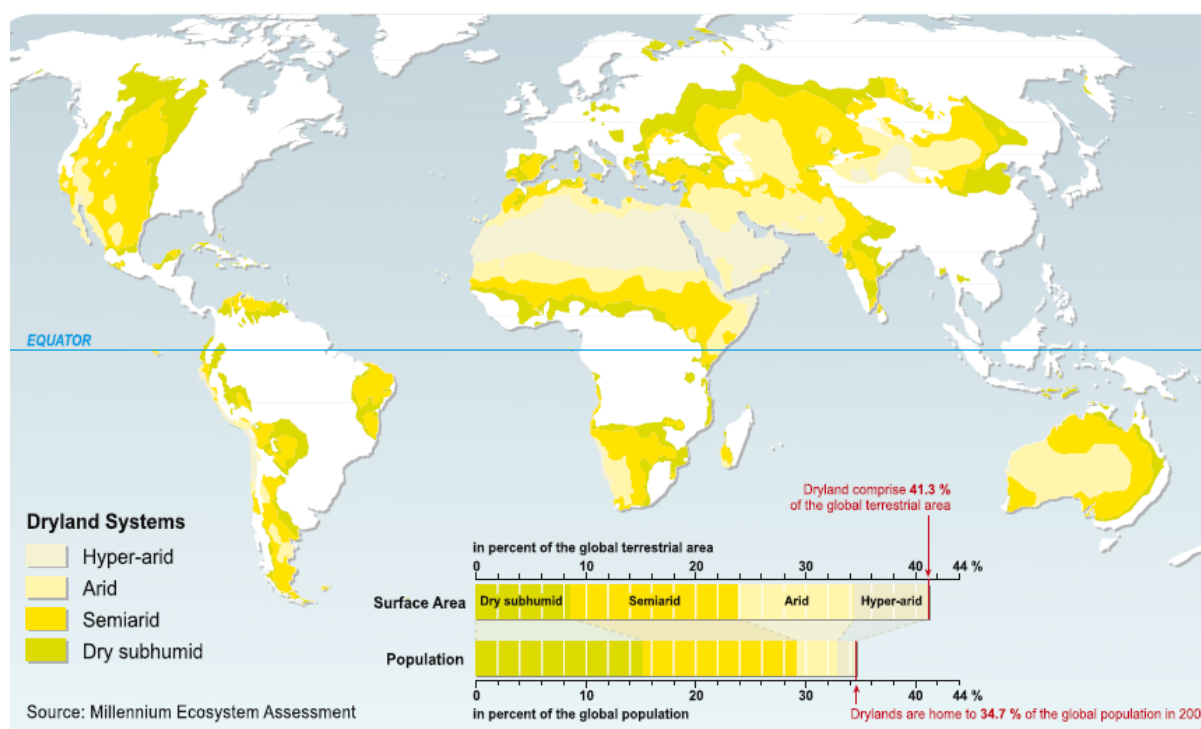 EQUATOR
Dryland comprise 41.3 %
of the global terrestrial area
Dryland Systems
Hyper-arid
Arid
Semiarid
Dry subhumid
in percent of the global terrestrial area
0 10 20 30 40 44 %
Surface Area Dry subhumid Semiarid Arid Hyper-arid
Population
0 10 20 30 40 44 %
Source: Millennium Ecosystem Assessment
in percent of the global population
Drylands are home to 34.7 % of the global population in 200